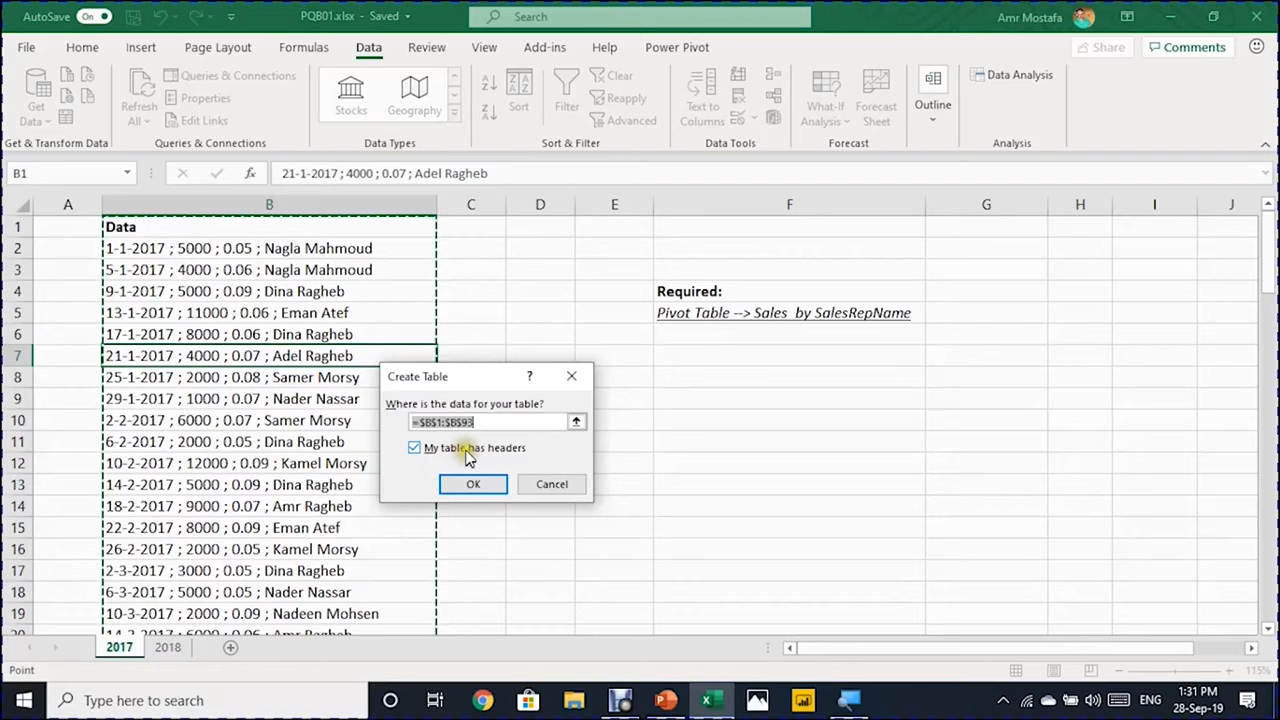 AutoSave On PQB01.xlsx - Saved Search Amr Mostafa
File Home Insert Page Layout Formulas Data Review View Add-ins Help Power Pivot Share Comments
Get Data Refresh All Queries & Connections Properties Edit Links Stocks Geography Sort Filter Clear Reapply Advanced Text to Columns What-If Analysis Forecast Sheet Outline Data Analysis
Get & Transform Data Queries & Connections Data Types Sort & Filter Data Tools Forecast Analysis
B1 fx 21-1-2017 ; 4000 ; 0.07 ; Adel Ragheb
A B C D E F G H I J
1 Data
2 1-1-2017 ; 5000 ; 0.05 ; Nagla Mahmoud
3 5-1-2017 ; 4000 ; 0.06 ; Nagla Mahmoud
4 9-1-2017 ; 5000 ; 0.09 ; Dina Ragheb Required:
5 13-1-2017 ; 11000 ; 0.06 ; Eman Atef Pivot Table --> Sales by SalesRepName
6 17-1-2017 ; 8000 ; 0.06 ; Dina Ragheb
7 21-1-2017 ; 4000 ; 0.07 ; Adel Ragheb
8 25-1-2017 ; 2000 ; 0.08 ; Samer Morsy
9 29-1-2017 ; 1000 ; 0.07 ; Nader Nassar
10 2-2-2017 ; 6000 ; 0.07 ; Samer Morsy
11 6-2-2017 ; 2000 ; 0.05 ; Dina Ragheb
12 10-2-2017 ; 12000 ; 0.09 ; Kamel Morsy
13 14-2-2017 ; 5000 ; 0.09 ; Dina Ragheb
14 18-2-2017 ; 9000 ; 0.07 ; Amr Ragheb
15 22-2-2017 ; 8000 ; 0.09 ; Eman Atef
16 26-2-2017 ; 2000 ; 0.05 ; Kamel Morsy
17 2-3-2017 ; 3000 ; 0.05 ; Dina Ragheb
18 6-3-2017 ; 5000 ; 0.05 ; Nader Nassar
19 10-3-2017 ; 2000 ; 0.09 ; Nadeen Mohsen
20 14-3-2017 ; 6000 ; 0.06 ; Amr Ragheb
Create Table ?
Where is the data for your table?
=$B$1:$B$93
My table has headers
OK Cancel
2017 2018
Point 115%
Type here to search ENG 1:31 PM
28-Sep-19